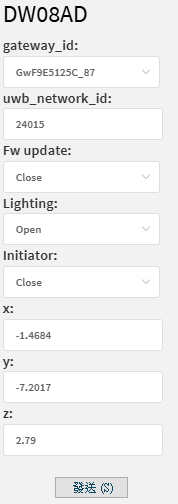 DW08AD
gateway_id:
GwF9E5125C_87
uwb_network_id:
24015
Fw update:
Close
Lighting:
Open
Initiator:
Close
x:
-1.4684
y:
-7.2017
z:
2.79
發送 (S)